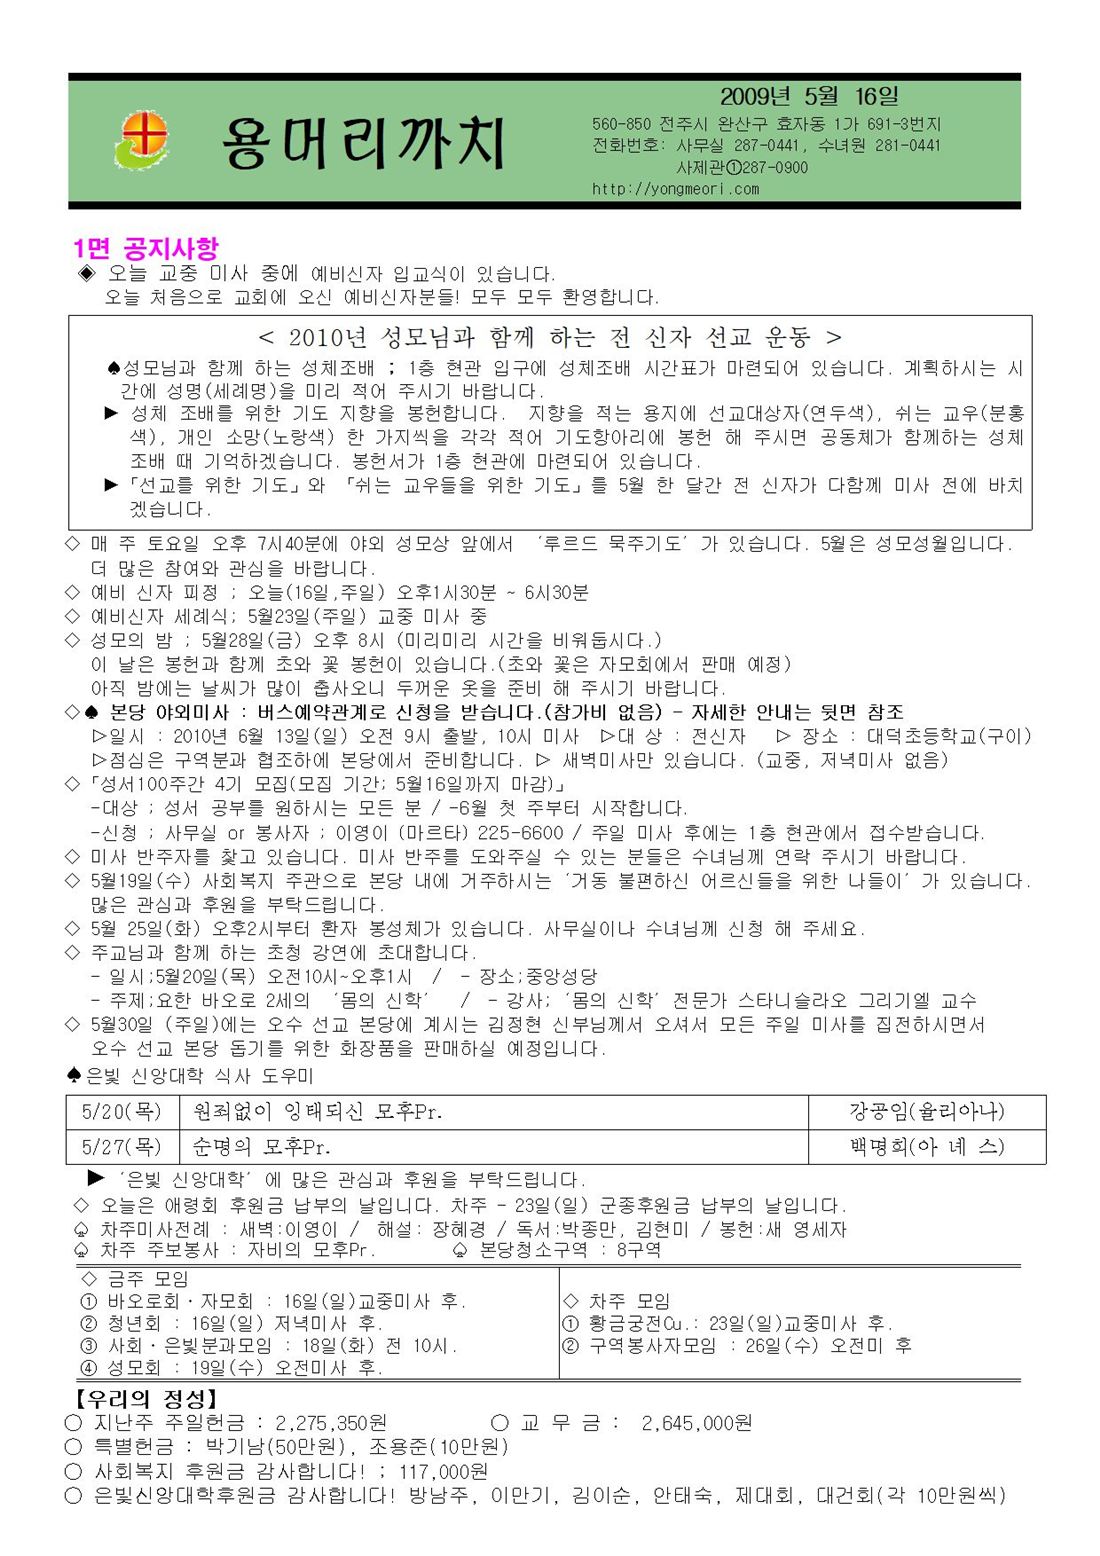 2009년 5월 16일
용머리까치
560-850 전주시 완산구 효자동 1가 691-3번지
전화번호: 사무실 287-0441, 수녀원 281-0441
사제관①287-0900
http://yongmeori.com
1면 공지사항
◈ 오늘 교중 미사 중에 예비신자 입교식이 있습니다.
오늘 처음으로 교회에 오신 예비신자분들! 모두 모두 환영합니다.
< 2010년 성모님과 함께 하는 전 신자 선교 운동 >
♠성모님과 함께 하는 성체조배 ; 1층 현관 입구에 성체조배 시간표가 마련되어 있습니다. 계획하시는 시
간에 성명(세례명)을 미리 적어 주시기 바랍니다.
▶ 성체 조배를 위한 기도 지향을 봉헌합니다. 지향을 적는 용지에 선교대상자(연두색), 쉬는 교우(분홍
색), 개인 소망(노랑색) 한 가지씩을 각각 적어 기도항아리에 봉헌 해 주시면 공동체가 함께하는 성체
조배 때 기억하겠습니다. 봉헌서가 1층 현관에 마련되어 있습니다.
▶ 「선교를 위한 기도」와 「쉬는 교우들을 위한 기도」를 5월 한 달간 전 신자가 다함께 미사 전에 바치
겠습니다.
◇ 매 주 토요일 오후 7시40분에 야외 성모상 앞에서 ‘루르드 묵주기도’가 있습니다. 5월은 성모성월입니다.
더 많은 참여와 관심을 바랍니다.
◇ 예비 신자 피정 ; 오늘(16일,주일) 오후1시30분 ~ 6시30분
◇ 예비신자 세례식; 5월23일(주일) 교중 미사 중
◇ 성모의 밤 ; 5월28일(금) 오후 8시 (미리미리 시간을 비워둡시다.)
이 날은 봉헌과 함께 초와 꽃 봉헌이 있습니다.(초와 꽃은 자모회에서 판매 예정)
아직 밤에는 날씨가 많이 춥사오니 두꺼운 옷을 준비 해 주시기 바랍니다.
◇♠ 본당 야외미사 : 버스예약관계로 신청을 받습니다.(참가비 없음) - 자세한 안내는 뒷면 참조
▷일시 : 2010년 6월 13일(일) 오전 9시 출발, 10시 미사 ▷대 상 : 전신자 ▷ 장소 : 대덕초등학교(구이)
▷점심은 구역분과 협조하에 본당에서 준비합니다. ▷ 새벽미사만 있습니다. (교중, 저녁미사 없음)
◇ 「성서100주간 4기 모집(모집 기간; 5월16일까지 마감)」
-대상 ; 성서 공부를 원하시는 모든 분 / -6월 첫 주부터 시작합니다.
-신청 ; 사무실 or 봉사자 ; 이영이 (마르타) 225-6600 / 주일 미사 후에는 1층 현관에서 접수받습니다.
◇ 미사 반주자를 찾고 있습니다. 미사 반주를 도와주실 수 있는 분들은 수녀님께 연락 주시기 바랍니다.
◇ 5월19일(수) 사회복지 주관으로 본당 내에 거주하시는 ‘거동 불편하신 어르신들을 위한 나들이’가 있습니다.
많은 관심과 후원을 부탁드립니다.
◇ 5월 25일(화) 오후2시부터 환자 봉성체가 있습니다. 사무실이나 수녀님께 신청 해 주세요.
◇ 주교님과 함께 하는 초청 강연에 초대합니다.
- 일시;5월20일(목) 오전10시~오후1시 / - 장소;중앙성당
- 주제;요한 바오로 2세의 ‘몸의 신학’ / - 강사; ‘몸의 신학’ 전문가 스타니슬라오 그리기엘 교수
◇ 5월30일 (주일)에는 오수 선교 본당에 계시는 김정현 신부님께서 오셔서 모든 주일 미사를 집전하시면서
오수 선교 본당 돕기를 위한 화장품을 판매하실 예정입니다.
♠은빛 신앙대학 식사 도우미
5/20(목) 원죄없이 잉태되신 모후Pr. 강공임(율리아나)
5/27(목) 순명의 모후Pr. 백명희(아 녜 스)
▶ ‘은빛 신앙대학’에 많은 관심과 후원을 부탁드립니다.
◇ 오늘은 애령회 후원금 납부의 날입니다. 차주 - 23일(일) 군종후원금 납부의 날입니다.
♤ 차주미사전례 : 새벽:이영이 / 해설: 장혜경 / 독서:박종만, 김현미 / 봉헌:새 영세자
♤ 차주 주보봉사 : 자비의 모후Pr. ♤ 본당청소구역 : 8구역
◇ 금주 모임
① 바오로회·자모회 : 16일(일)교중미사 후.
② 청년회 : 16일(일) 저녁미사 후.
③ 사회·은빛분과모임 : 18일(화) 전 10시.
④ 성모회 : 19일(수) 오전미사 후.
◇ 차주 모임
① 황금궁전Cu.: 23일(일)교중미사 후.
② 구역봉사자모임 : 26일(수) 오전미 후
【우리의 정성】
○ 지난주 주일헌금 : 2,275,350원 ○ 교 무 금 : 2,645,000원
○ 특별헌금 : 박기남(50만원), 조용준(10만원)
○ 사회복지 후원금 감사합니다! ; 117,000원
○ 은빛신앙대학후원금 감사합니다! 방남주, 이만기, 김이순, 안태숙, 제대회, 대건회(각 10만원씩)